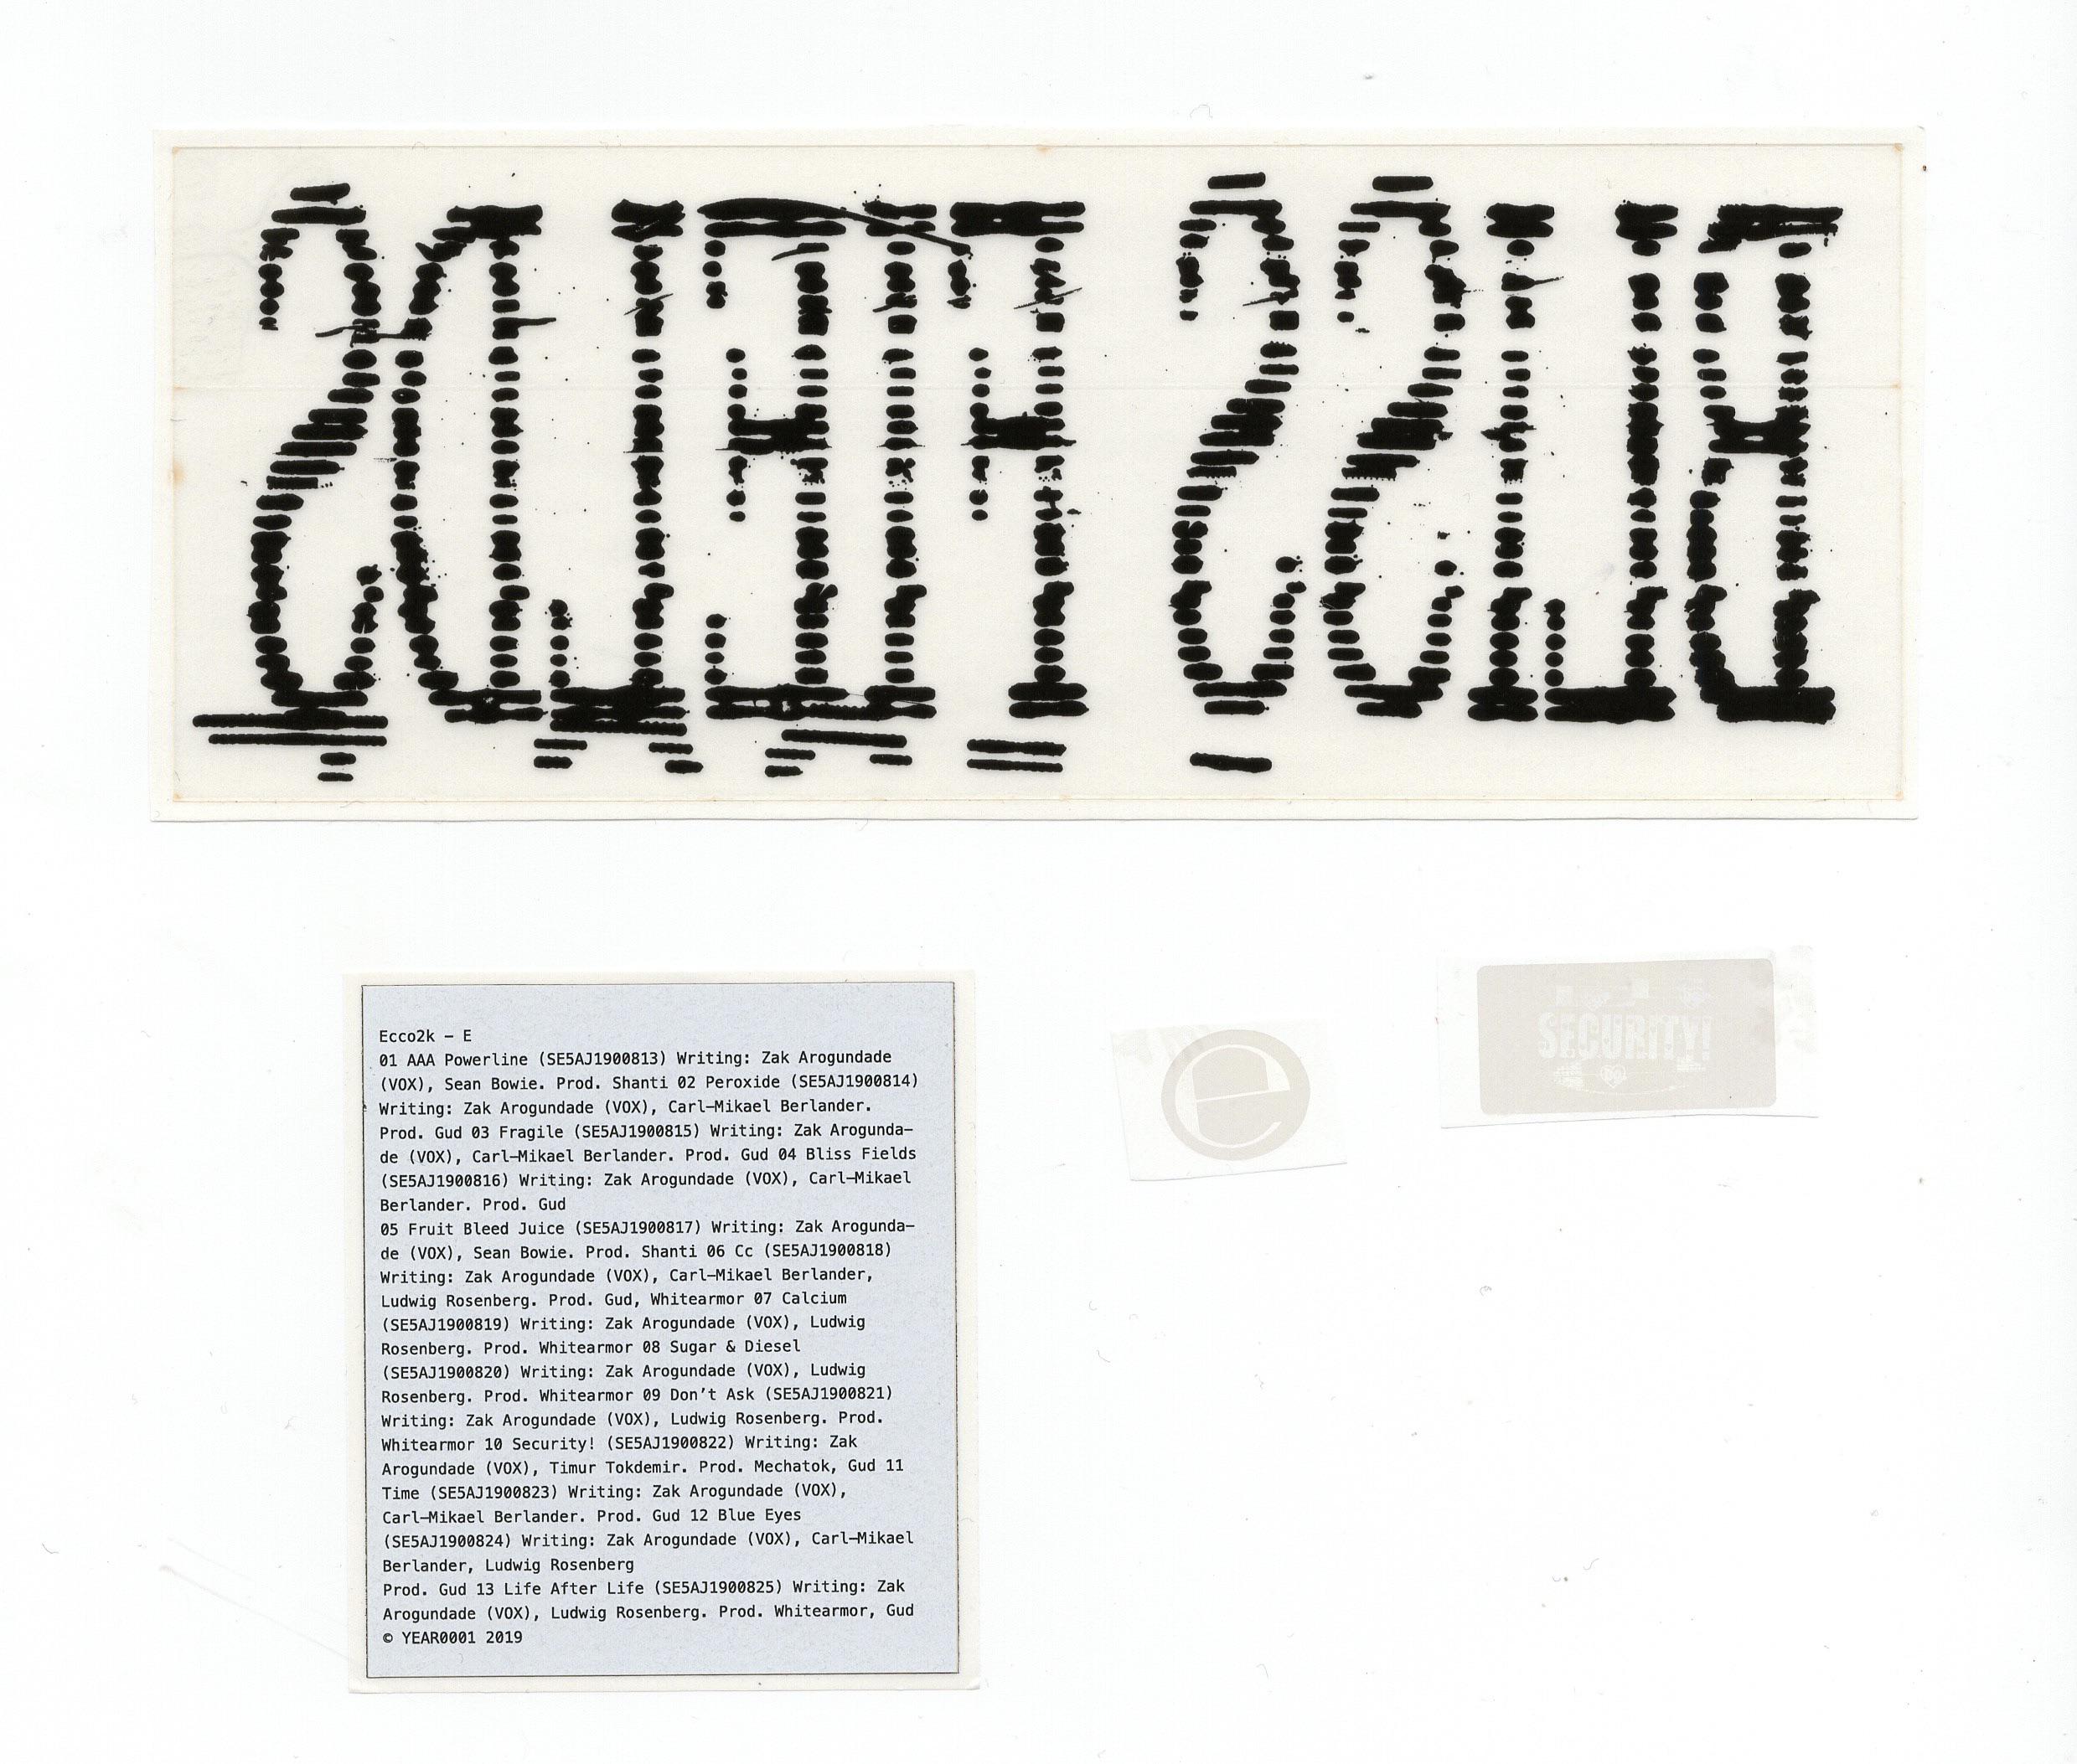 BLISS FIELDS
Ecco2k – E
01 AAA Powerline (SE5AJ1900813) Writing: Zak Arogundade
(VOX), Sean Bowie. Prod. Shanti 02 Peroxide (SE5AJ1900814)
Writing: Zak Arogundade (VOX), Carl–Mikael Berlander.
Prod. Gud 03 Fragile (SE5AJ1900815) Writing: Zak Arogunda–
de (VOX), Carl–Mikael Berlander. Prod. Gud 04 Bliss Fields
(SE5AJ1900816) Writing: Zak Arogundade (VOX), Carl–Mikael
Berlander. Prod. Gud
05 Fruit Bleed Juice (SE5AJ1900817) Writing: Zak Arogunda–
de (VOX), Sean Bowie. Prod. Shanti 06 Cc (SE5AJ1900818)
Writing: Zak Arogundade (VOX), Carl–Mikael Berlander,
Ludwig Rosenberg. Prod. Gud, Whitearmor 07 Calcium
(SE5AJ1900819) Writing: Zak Arogundade (VOX), Ludwig
Rosenberg. Prod. Whitearmor 08 Sugar & Diesel
(SE5AJ1900820) Writing: Zak Arogundade (VOX), Ludwig
Rosenberg. Prod. Whitearmor 09 Don’t Ask (SE5AJ1900821)
Writing: Zak Arogundade (VOX), Ludwig Rosenberg. Prod.
Whitearmor 10 Security! (SE5AJ1900822) Writing: Zak
Arogundade (VOX), Timur Tokdemir. Prod. Mechatok, Gud 11
Time (SE5AJ1900823) Writing: Zak Arogundade (VOX),
Carl–Mikael Berlander. Prod. Gud 12 Blue Eyes
(SE5AJ1900824) Writing: Zak Arogundade (VOX), Carl–Mikael
Berlander, Ludwig Rosenberg
Prod. Gud 13 Life After Life (SE5AJ1900825) Writing: Zak
Arogundade (VOX), Ludwig Rosenberg. Prod. Whitearmor, Gud
© YEAR0001 2019
e
SECURITY!